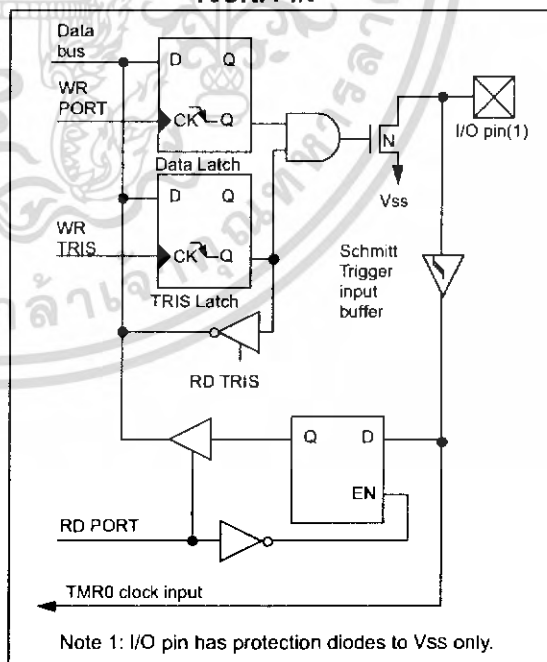 Data
bus
D Q
WR
PORT
CK Q
Data Latch
D Q
WR
TRIS
CK Q
TRIS Latch
RD TRIS
N
I/O pin(1)
Vss
Schmitt
Trigger
input
buffer
Q D
EN
RD PORT
TMR0 clock input
Note 1: I/O pin has protection diodes to Vss only.